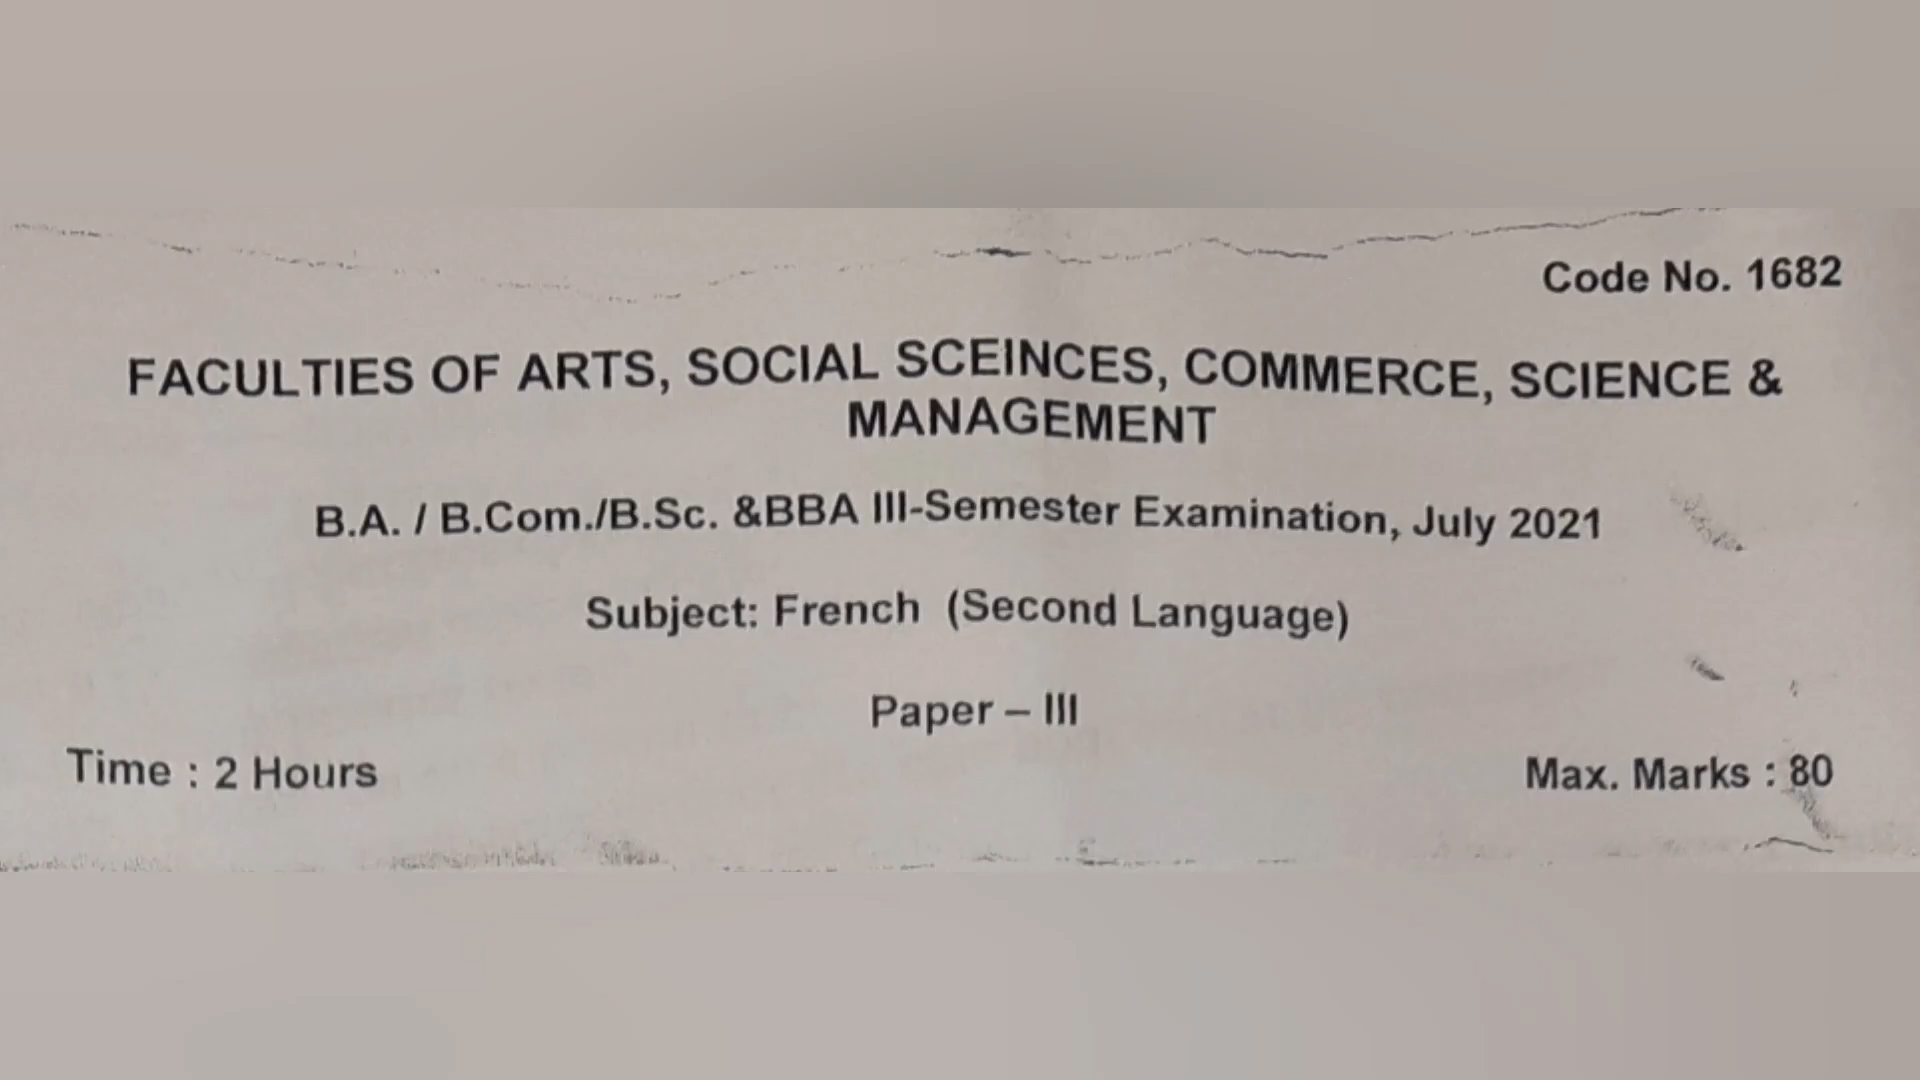 Code No. 1682
FACULTIES OF ARTS, SOCIAL SCEINCES, COMMERCE, SCIENCE &
MANAGEMENT
B.A. / B.Com./B.Sc. &BBA III-Semester Examination, July 2021
Subject: French (Second Language)
Paper – III
Time : 2 Hours
Max. Marks : 80